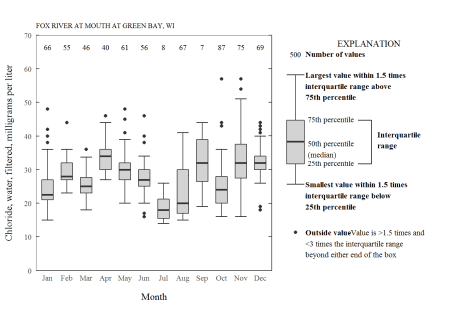 FOX RIVER AT MOUTH AT GREEN BAY, WI
70
60
50
40
30
20
10
0
66 55 46 40 61 56 8 67 7 87 75 69
Chloride, water, filtered, milligrams per liter
Jan Feb Mar Apr May Jun Jul Aug Sep Oct Nov Dec
Month
EXPLANATION
500 Number of values
Largest value within 1.5 times
interquartile range above
75th percentile
75th percentile
50th percentile
(median)
25th percentile
Interquartile
range
Smallest value within 1.5 times
interquartile range below
25th percentile
Outside valueValue is >1.5 times and
<3 times the interquartile range
beyond either end of the box